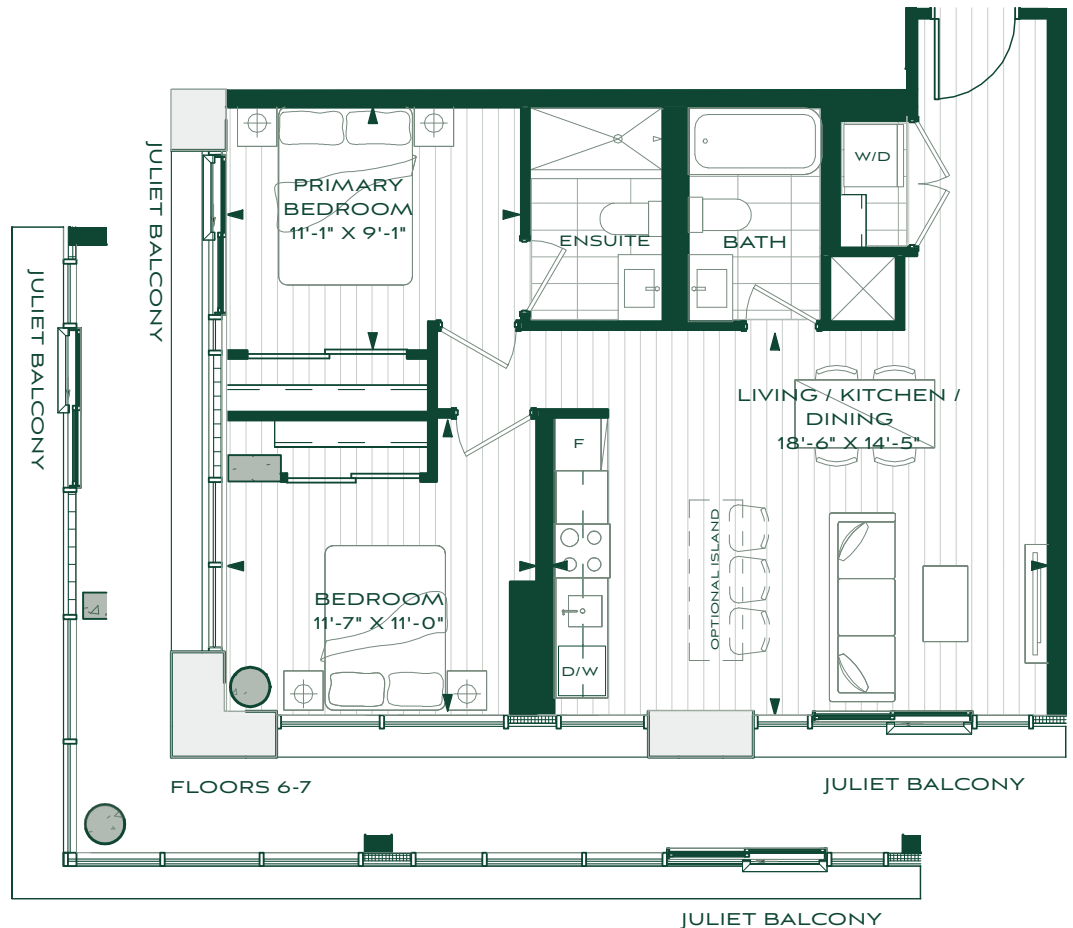 JULIET BALCONY
JULIET BALCONY
PRIMARY
BEDROOM
11'-1" X 9'-1"
ENSUITE
BATH
W/D
LIVING / KITCHEN /
DINING
18'-6" X 14'-5"
F
OPTIONAL ISLAND
BEDROOM
11'-7" X 11'-0"
D/W
FLOORS 6-7
JULIET BALCONY
JULIET BALCONY